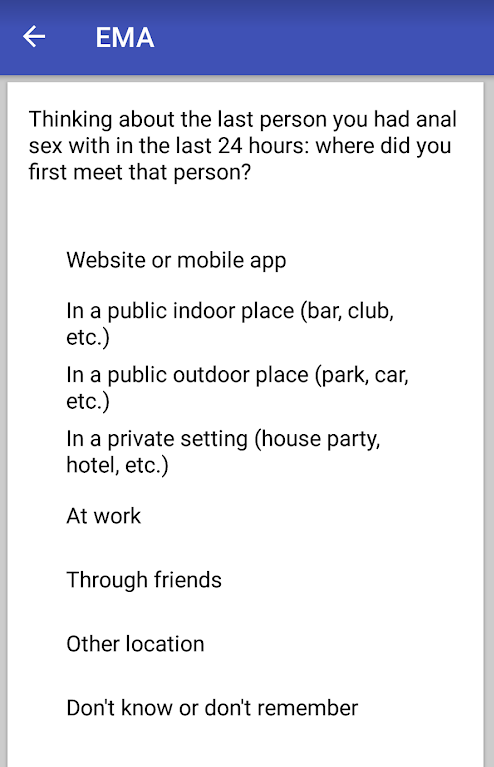 EMA
Thinking about the last person you had anal
sex with in the last 24 hours: where did you
first meet that person?
Website or mobile app
In a public indoor place (bar, club,
etc.)
In a public outdoor place (park, car,
etc.)
In a private setting (house party,
hotel, etc.)
At work
Through friends
Other location
Don't know or don't remember